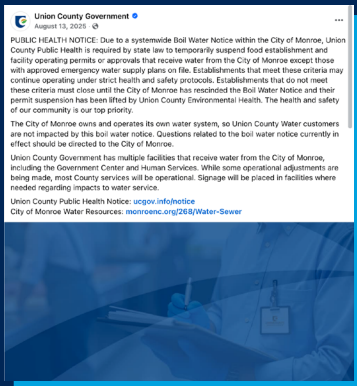 Union County Government
August 13, 2025 ·
PUBLIC HEALTH NOTICE: Due to a systemwide Boil Water Notice within the City of Monroe, Union
County Public Health is required by state law to temporarily suspend food establishment and
facility operating permits or approvals that receive water from the City of Monroe except those
with approved emergency water supply plans on file. Establishments that meet these criteria may
continue operating under strict health and safety protocols. Establishments that do not meet
these criteria must close until the City of Monroe has rescinded the Boil Water Notice and their
permit suspension has been lifted by Union County Environmental Health. The health and safety
of our community is our top priority.
The City of Monroe owns and operates its own water system, so Union County Water customers
are not impacted by this boil water notice. Questions related to the boil water notice currently in
effect should be directed to the City of Monroe.
Union County Government has multiple facilities that receive water from the City of Monroe,
including the Government Center and Human Services. While some operational adjustments are
being made, most County services will be operational. Signage will be placed in facilities where
needed regarding impacts to water service.
Union County Public Health Notice: ucgov.info/notice
City of Monroe Water Resources: monroenc.org/268/Water-Sewer